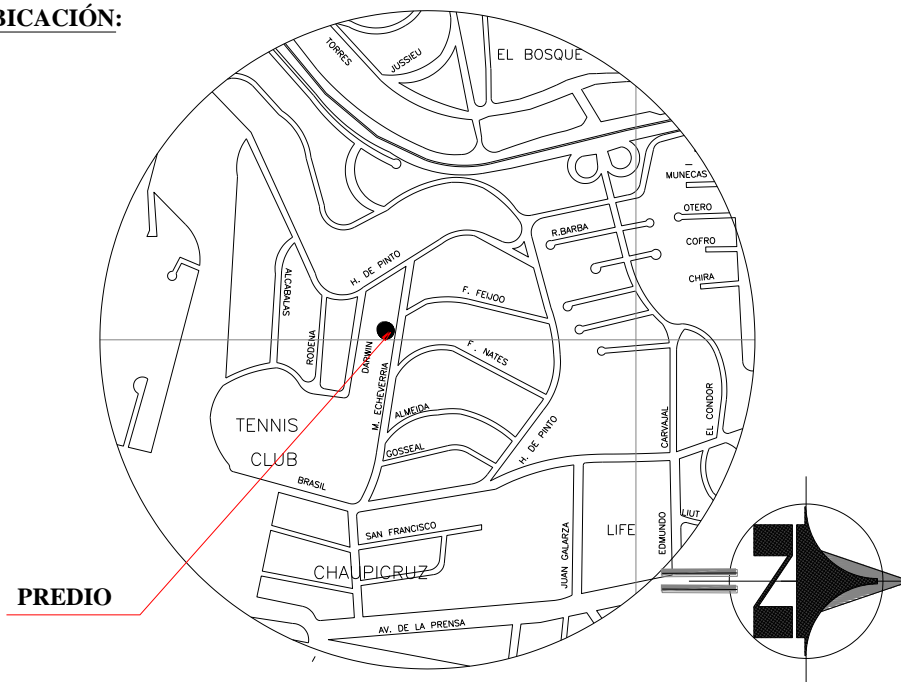 BICACIÓN:
TORRES
JUSSIEU
EL BOSQUE
MUNECAS
OTERO
R.BARBA
COFRO
H. DE PINTO
CHIRA
ALCABALAS
F. FEIJOO
RODENA
DARWIN
F. NATES
M. ECHEVERRIA
ALMEIDA
EL CONDOR
TENNIS
CLUB
GOSSEAL
H. DE PINTO
CARVAJAL
BRASIL
LIUT
SAN FRANCISCO
LIFE
JUAN GALARZA
EDMUNDO
CHAUPICRUZ
PREDIO
AV. DE LA PRENSA
N